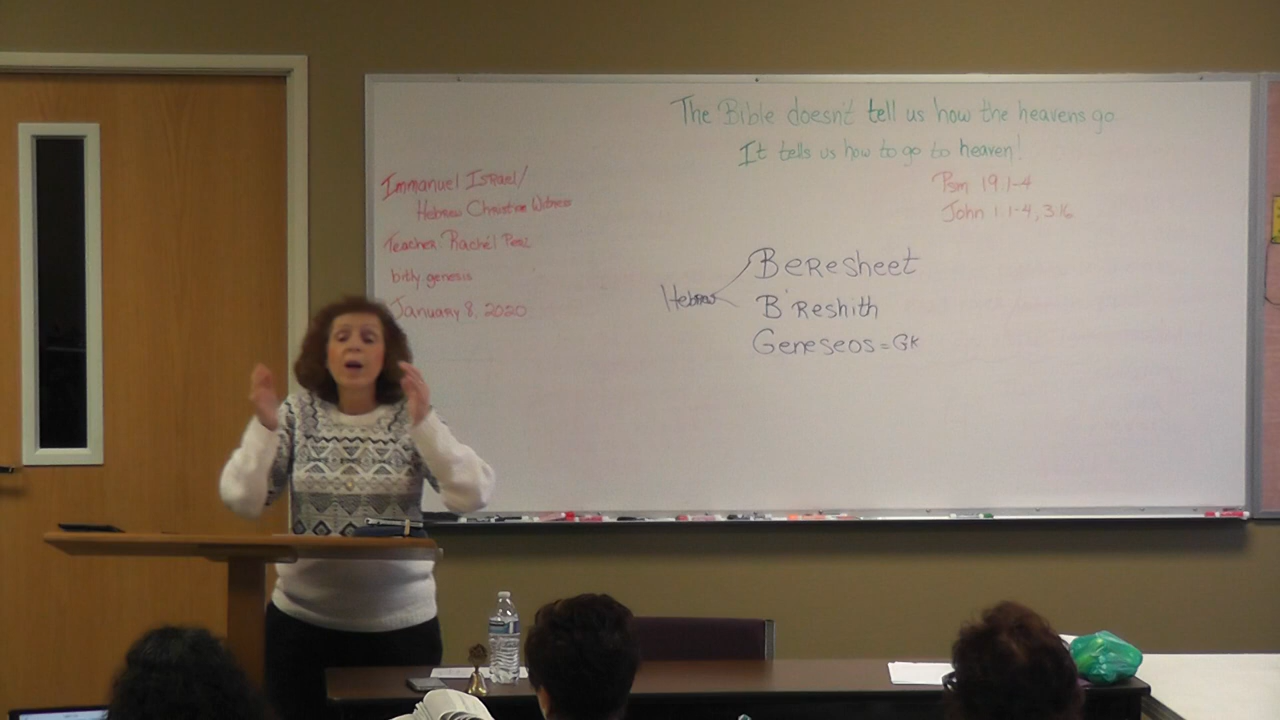 The Bible doesn't tell us how the heavens go
It tells us how to go to heaven!
Psm 19:1-4
John 1:1-4, 3:16
Immanuel Israel/
Hebrew Christian Witness
Teacher: Rachél
bitly.genesis
January 8, 2020
Hebrew
Beresheet
B'Reshith
Geneseos = GK